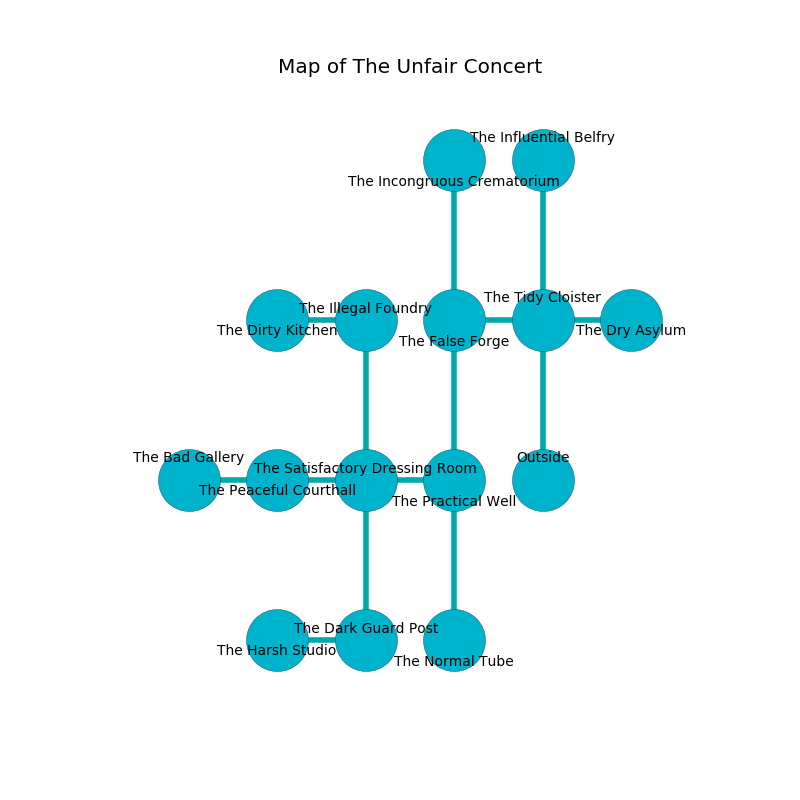 Map of The Unfair Concert
The Influential Belfry
The Incongruous Crematorium
The Tidy Cloister
The Illegal Foundry
The Dirty Kitchen
The Dry Asylum
The False Forge
The Bad Gallery
Outside
The Satisfactory Dressing Room
The Peaceful Courthall
The Practical Well
The Dark Guard Post
The Harsh Studio
The Normal Tube